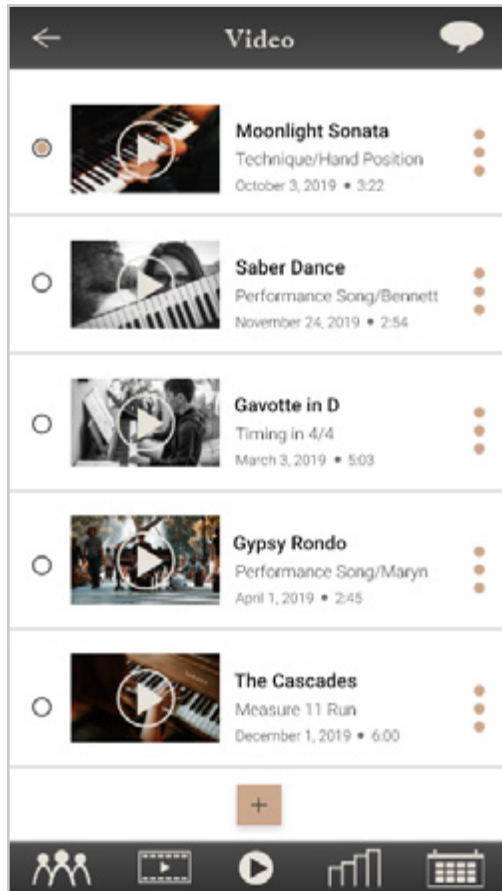 Video
Moonlight Sonata
Technique/Hand Position
October 3, 2019 • 3:22
Saber Dance
Performance Song/Bennett
November 24, 2019 • 2:54
Gavotte in D
Timing in 4/4
March 3, 2019 • 5:03
Gypsy Rondo
Performance Song/Maryn
April 1, 2019 • 2:45
The Cascades
Measure 11 Run
December 1, 2019 • 6:00
+